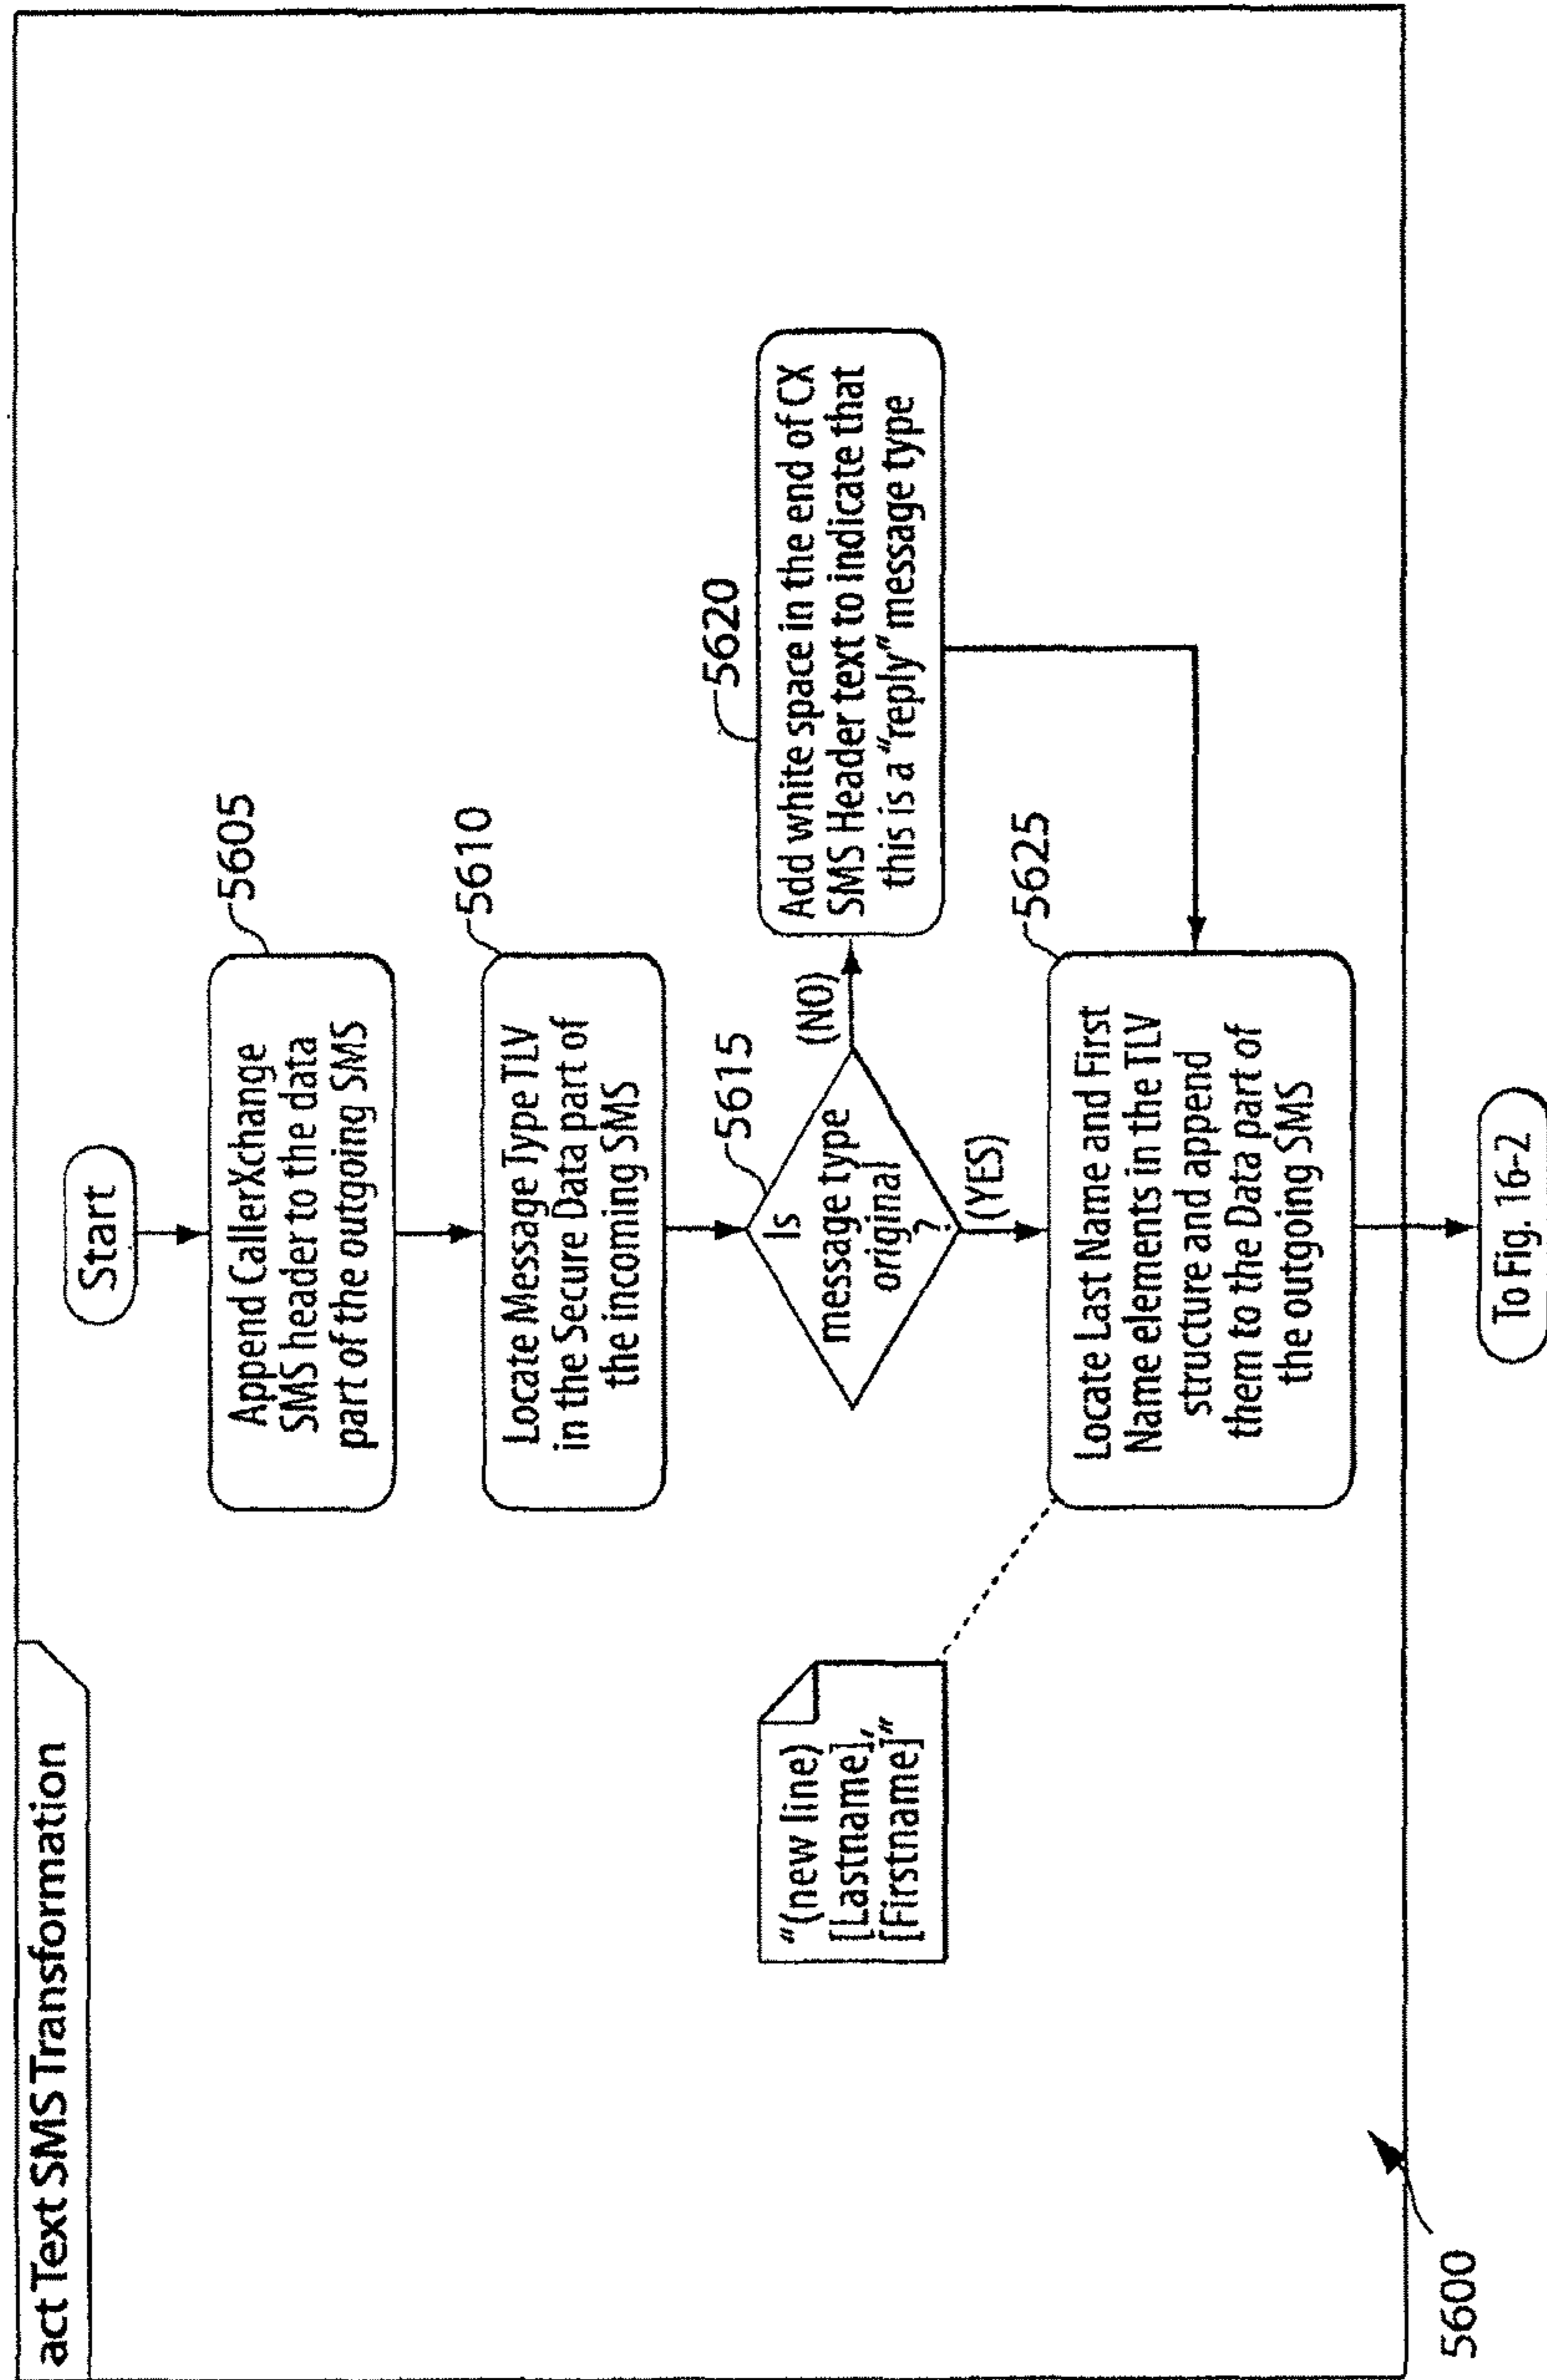 act Text SMS Transformation
Start
5605
Append CallerXchange
SMS header to the data
part of the outgoing SMS
5610
Locate Message Type TLV
in the Secure Data part of
the incoming SMS
5615
Is
message type
original
?
(NO)
5620
Add white space in the end of CX
SMS Header text to indicate that
this is a "reply" message type
(YES)
5625
Locate Last Name and First
Name elements in the TLV
structure and append
them to the Data part of
the outgoing SMS
"(new line)
[Lastname],
[Firstname]"
To Fig. 16-2
5600